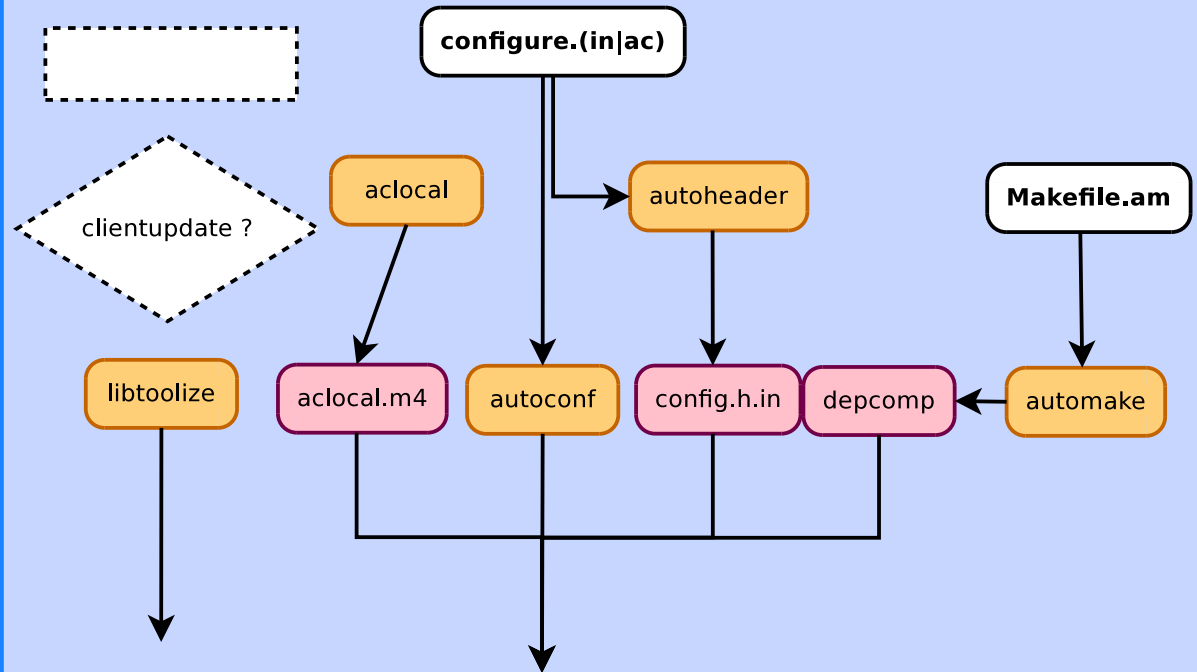 configure.(in|ac)
aclocal
autoheader
Makefile.am
clientupdate ?
libtoolize
aclocal.m4
autoconf
config.h.in
depcomp
automake